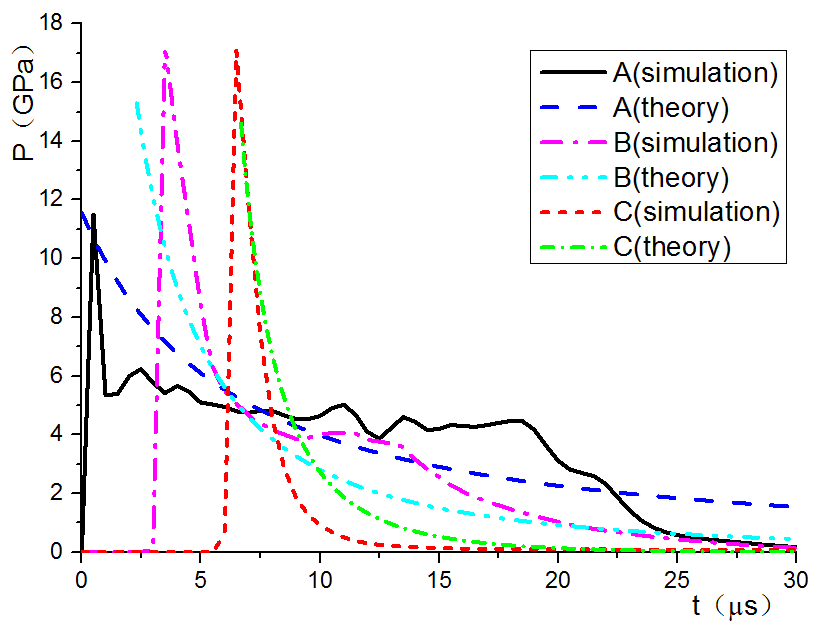 18
16
14
12
10
8
6
4
2
0
P（GPa）
A(simulation)
A(theory)
B(simulation)
B(theory)
C(simulation)
C(theory)
0 5 10 15 20 25 30
t（μs）